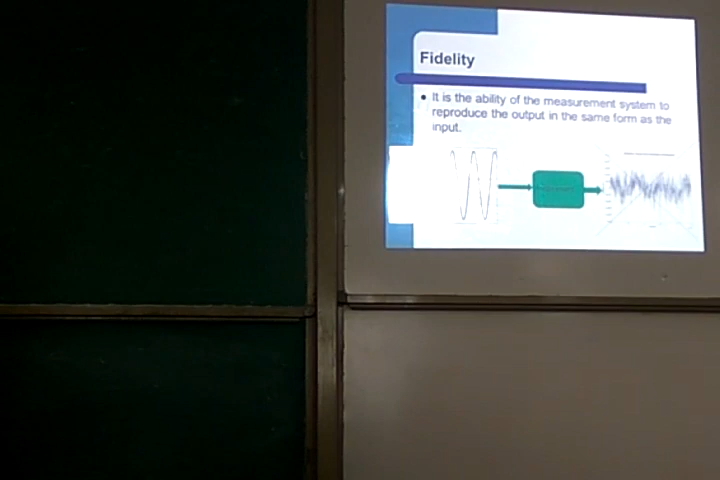 Fidelity
• It is the ability of the measurement system to
reproduce the output in the same form as the
input.